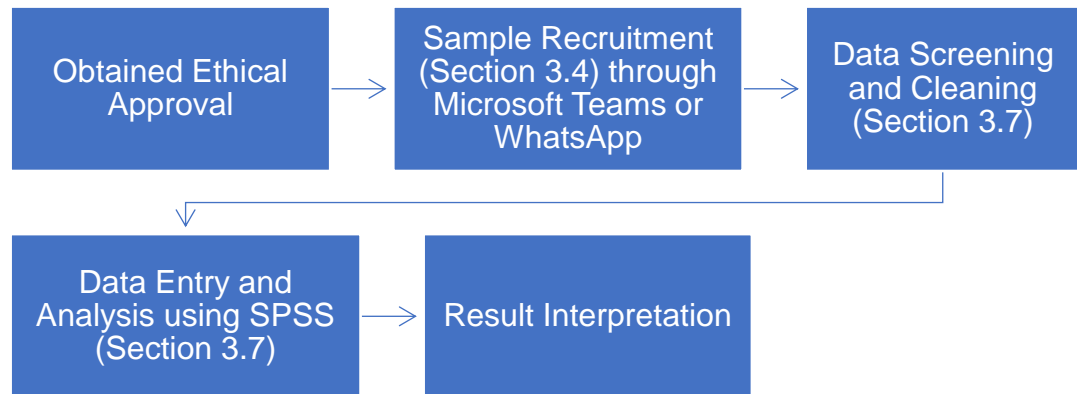 Obtained Ethical
Approval
Sample Recruitment
(Section 3.4) through
Microsoft Teams or
WhatsApp
Data Screening
and Cleaning
(Section 3.7)
Data Entry and
Analysis using SPSS
(Section 3.7)
Result Interpretation